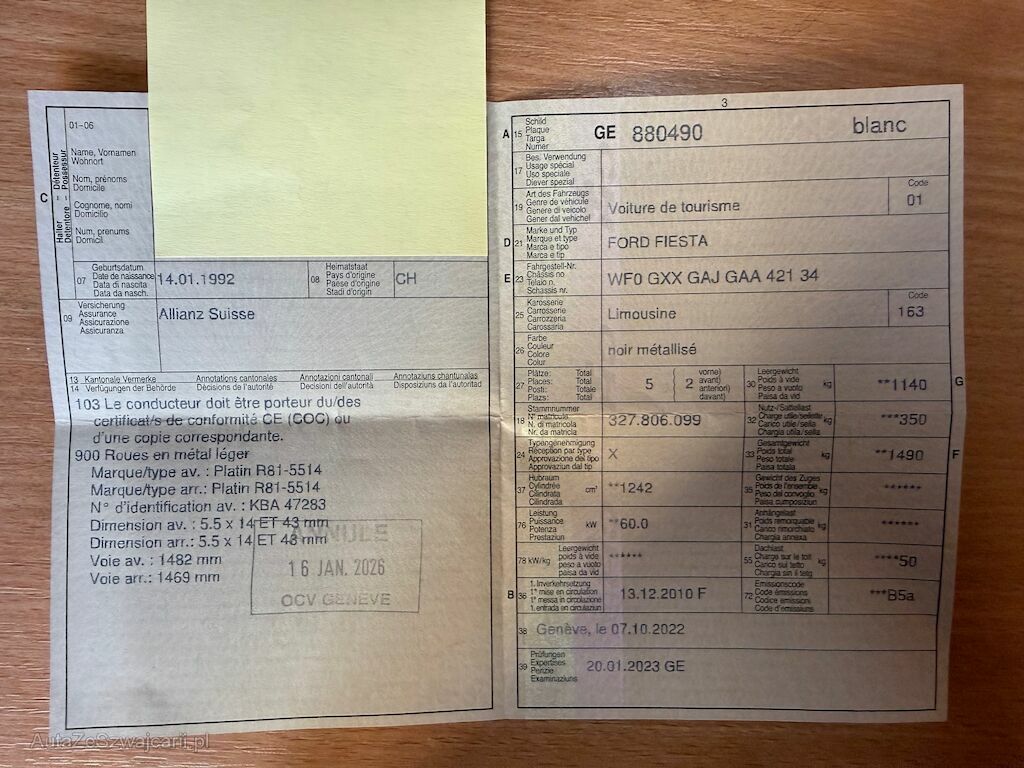 01-06
Halter Détenteur
Detentore Possessur
C
Name, Vornamen
Wohnort
Nom, prénoms
Domicile
Cognome, nomi
Domicilio
Num, prenums
Domicil
07
Geburtsdatum
Date de naissance
Data di nascita
Data da nasch.
14.01.1992
08
Heimatstaat
Pays d'origine
Paese d'origine
Stadi d'origin
CH
09
Versicherung
Assurance
Assicurazione
Assicuranza
Allianz Suisse
13 Kantonale Vermerke Annotations cantonales Annotazioni cantonali Annotaziuns chantunalas
14 Verfügungen der Behörde Décisions de l'autorité Decisioni dell'autorità Disposiziuns da l'autoritad
103 Le conducteur doit être porteur du/des
certificat/s de conformité CE (COC) ou
d'une copie correspondante.
900 Roues en métal léger
Marque/type av. : Platin R81-5514
Marque/type arr.: Platin R81-5514
N° d'identification av. : KBA 47283
Dimension av. : 5.5 x 14 ET 43 mm
Dimension arr.: 5.5 x 14 ET 43 mm
Voie av. : 1482 mm
Voie arr.: 1469 mm
ANNULE
16 JAN. 2026
OCV GENÈVE
3
A 15
Schild
Plaque
Targa
Numer
GE 880490 blanc
17
Bes. Verwendung
Usage spécial
Uso speciale
Diever spezial
19
Art des Fahrzeugs
Genre de véhicule
Genere di veicolo
Gener dal vehichel
Voiture de tourisme
Code
01
D 21
Marke und Typ
Marque et type
Marca e tipo
Marca e tip
FORD FIESTA
E 23
Fahrgestell-Nr.
Châssis no
Telaio n.
Schassis nr.
WF0 GXX GAJ GAA 421 34
25
Karosserie
Carrosserie
Carrozzeria
Carossaria
Limousine
Code
163
26
Farbe
Couleur
Colore
Colur
noir métallisé
27
Plätze: Total
Places: Total
Posti: Totale
Plazs: Total
5
2
vorne)
avant)
anteriori)
davant)
30
Leergewicht
Poids à vide
Peso a vuoto
Paisa da vid
kg
**1140
G
18
Stammnummer
N° matricule
N. di matricola
Nr. da matricla
327.806.099
32
Nutz-/Sattellast
Charge utile/sellette
Carico utile/sella
Chargia utila/sella
kg
***350
24
Typengenehmigung
Réception par type
Approvazione del tipo
Approvaziun dal tip
X
33
Gesamtgewicht
Poids total
Peso totale
Paisa totala
kg
**1490
F
37
Hubraum
Cylindrée
Cilindrata
Cilindrada
cm³
**1242
35
Gewicht des Zuges
Poids de l'ensemble
Peso del convoglio
Paisa cumposiziun
kg
******
76
Leistung
Puissance
Potenza
Prestaziun
kW
**60.0
31
Anhängelast
Poids remorquable
Carico rimorchiato
Chargia annexa
kg
******
78 kW/kg
Leergewicht
poids à vide
peso a vuoto
paisa da vid
******
55
Dachlast
Charge sur le toit
Carico sul tetto
Chargia sin il tetg
kg
****50
B 36
1. Inverkehrsetzung
1re mise en circulation
1a messa in circolazione
1. entrada en circulaziun
13.12.2010 F
72
Emissionscode
Code émissions
Codice emissioni
Code d'emissiuns
***B5a
38
Genève, le 07.10.2022
39
Prüfungen
Expertises
Perizie
Examinaziuns
20.01.2023 GE
AutaZeSzwajcarii.pl